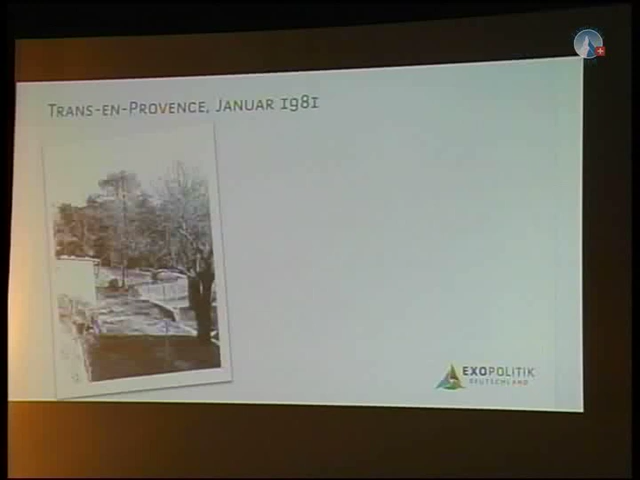 TRANS-EN-PROVENCE, JANUAR 1981
EXOPOLITIK
DEUTSCHLAND